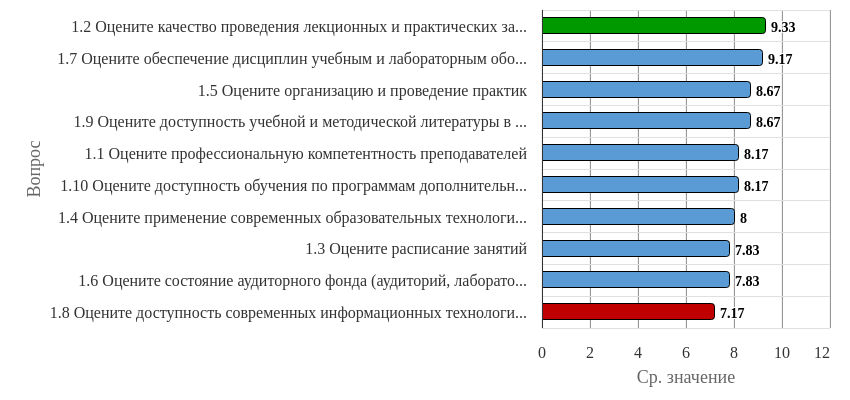 1.2 Оцените качество проведения лекционных и практических за... 9.33
1.7 Оцените обеспечение дисциплин учебным и лабораторным обо... 9.17
1.5 Оцените организацию и проведение практик 8.67
1.9 Оцените доступность учебной и методической литературы в ... 8.67
1.1 Оцените профессиональную компетентность преподавателей 8.17
1.10 Оцените доступность обучения по программам дополнительн... 8.17
1.4 Оцените применение современных образовательных технологи... 8
1.3 Оцените расписание занятий 7.83
1.6 Оцените состояние аудиторного фонда (аудиторий, лаборато... 7.83
1.8 Оцените доступность современных информационных технологи... 7.17
Вопрос
0 2 4 6 8 10 12
Ср. значение